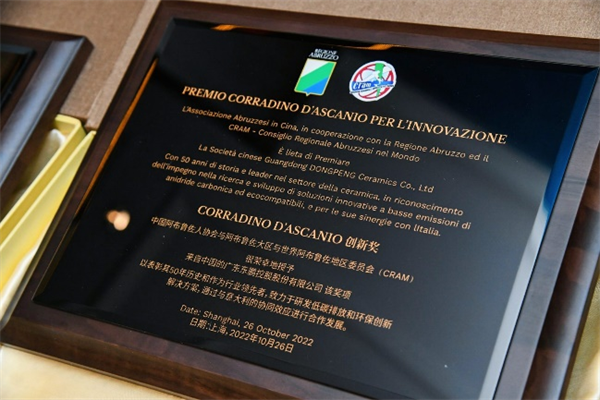 REGIONE
ABRUZZO
CRAM
PREMIO CORRADINO D'ASCANIO PER L'INNOVAZIONE
L'Associazione Abruzzesi in Cina, in cooperazione con la Regione Abruzzo ed il
CRAM - Consiglio Regionale Abruzzesi nel Mondo
È lieta di Premiare
La Società cinese Guangdong DONGPENG Ceramics Co., Ltd
Con 50 anni di storia e leader nel settore della ceramica, in riconoscimento
dell'impegno nella ricerca e sviluppo di soluzioni innovative a basse emissioni di
anidride carbonica ed ecocompatibili, e per le sue sinergie con L'Italia.
CORRADINO D'ASCANIO 创新奖
中国阿布鲁佐人协会与阿布鲁佐大区与世界阿布鲁佐地区委员会（CRAM）
很荣幸地授予
来自中国的广东东鹏控股股份有限公司 该奖项
以表彰其50年历史和作为行业领先者，致力于研发低碳排放和环保创新
解决方案，通过与意大利的协同效应进行合作发展。
Date: Shanghai, 26 October 2022
日期:上海, 2022年10月26日